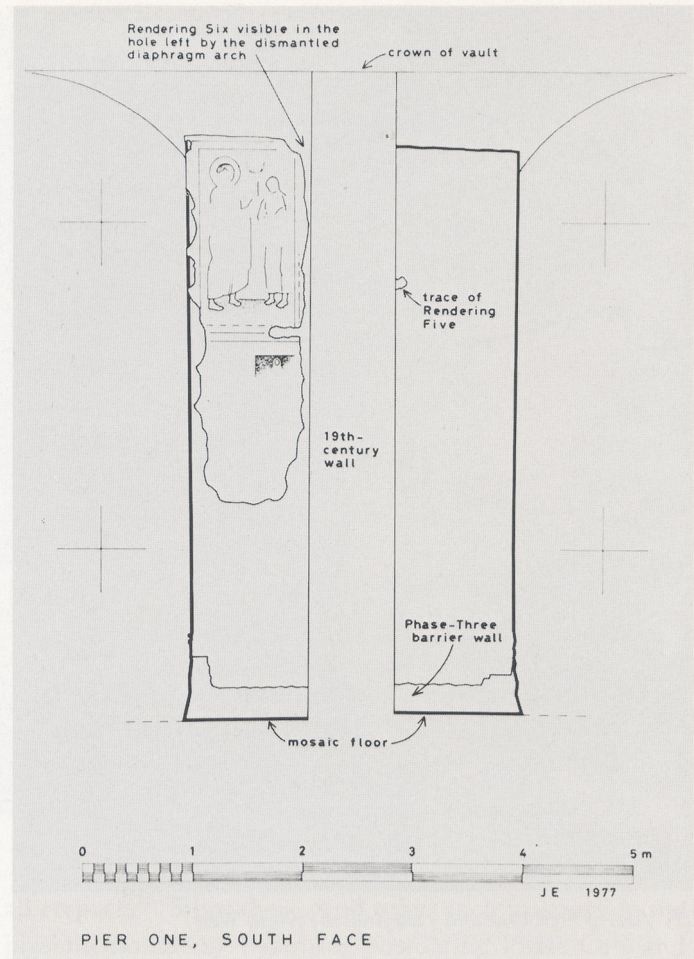 Rendering Six visible in the
hole left by the dismantled
diaphragm arch
crown of vault
trace of
Rendering
Five
19th-
century
wall
Phase-Three
barrier wall
mosaic floor
0 1 2 3 4 5 m
JE 1977
PIER ONE, SOUTH FACE